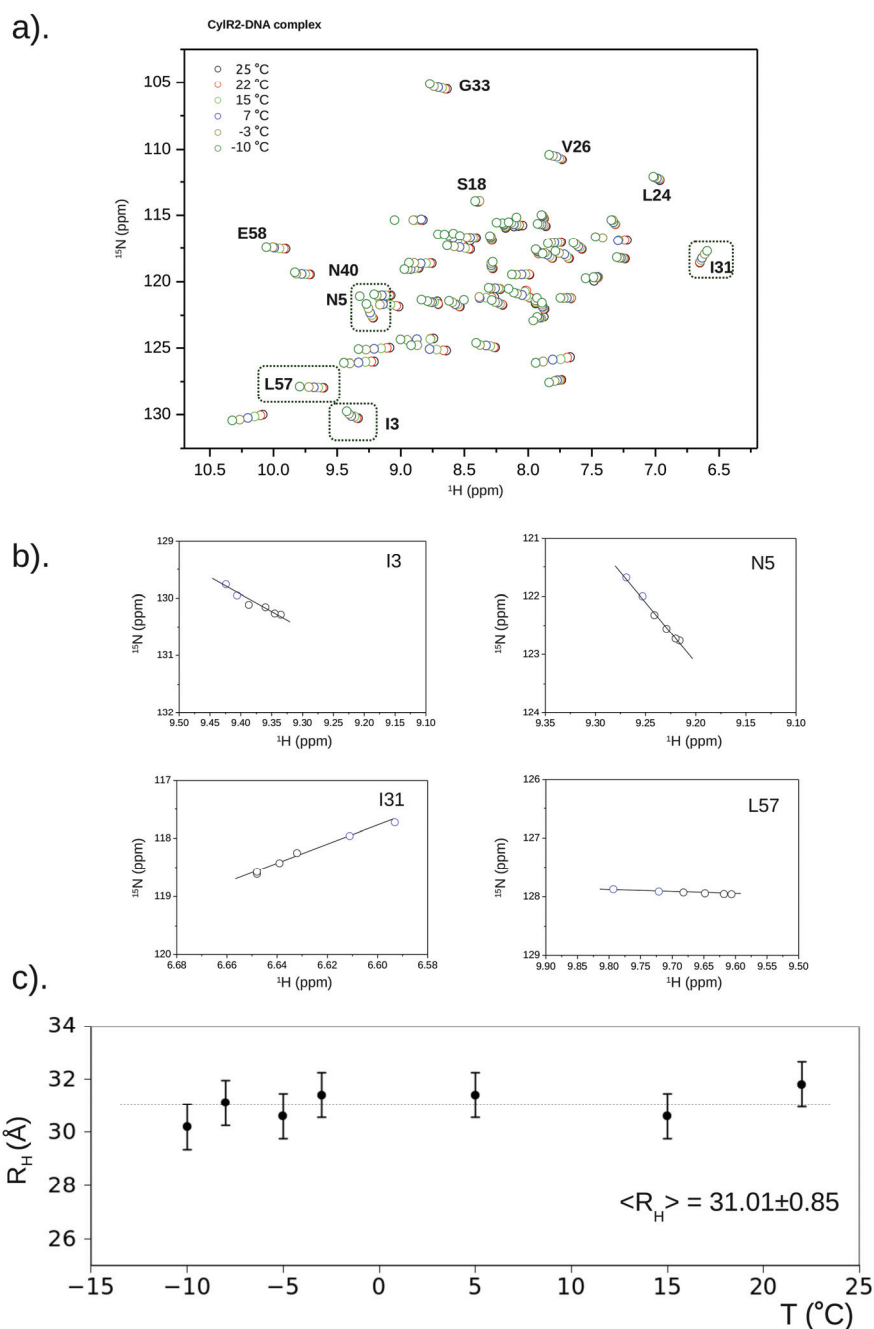 a).
CylR2-DNA complex
25 °C
22 °C
15 °C
7 °C
-3 °C
-10 °C
G33
V26
S18
L24
E58
N40
I31
N5
L57
I3
105
110
115
120
125
130
¹⁵N (ppm)
10.5 10.0 9.5 9.0 8.5 8.0 7.5 7.0 6.5
¹H (ppm)
b).
I3
129
130
131
132
¹⁵N (ppm)
9.50 9.45 9.40 9.35 9.30 9.25 9.20 9.15 9.10
¹H (ppm)
N5
121
122
123
124
¹⁵N (ppm)
9.35 9.30 9.25 9.20 9.15 9.10
¹H (ppm)
I31
117
118
119
120
¹⁵N (ppm)
6.68 6.66 6.64 6.62 6.60 6.58
¹H (ppm)
L57
126
127
128
129
¹⁵N (ppm)
9.90 9.85 9.80 9.75 9.70 9.65 9.60 9.55 9.50
¹H (ppm)
c).
34
32
30
28
26
R_H (Å)
<R_H> = 31.01±0.85
−15 −10 −5 0 5 10 15 20 25
T (°C)